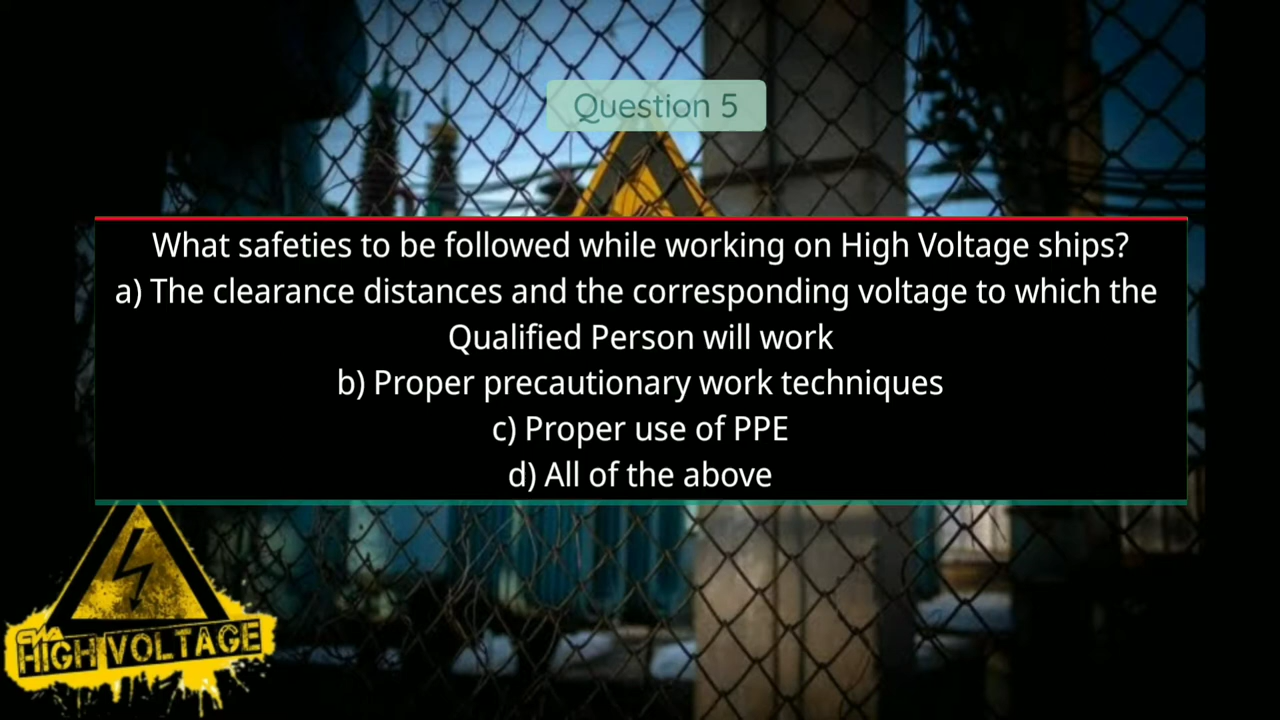 Question 5
What safeties to be followed while working on High Voltage ships?
a) The clearance distances and the corresponding voltage to which the
Qualified Person will work
b) Proper precautionary work techniques
c) Proper use of PPE
d) All of the above
HIGH VOLTAGE